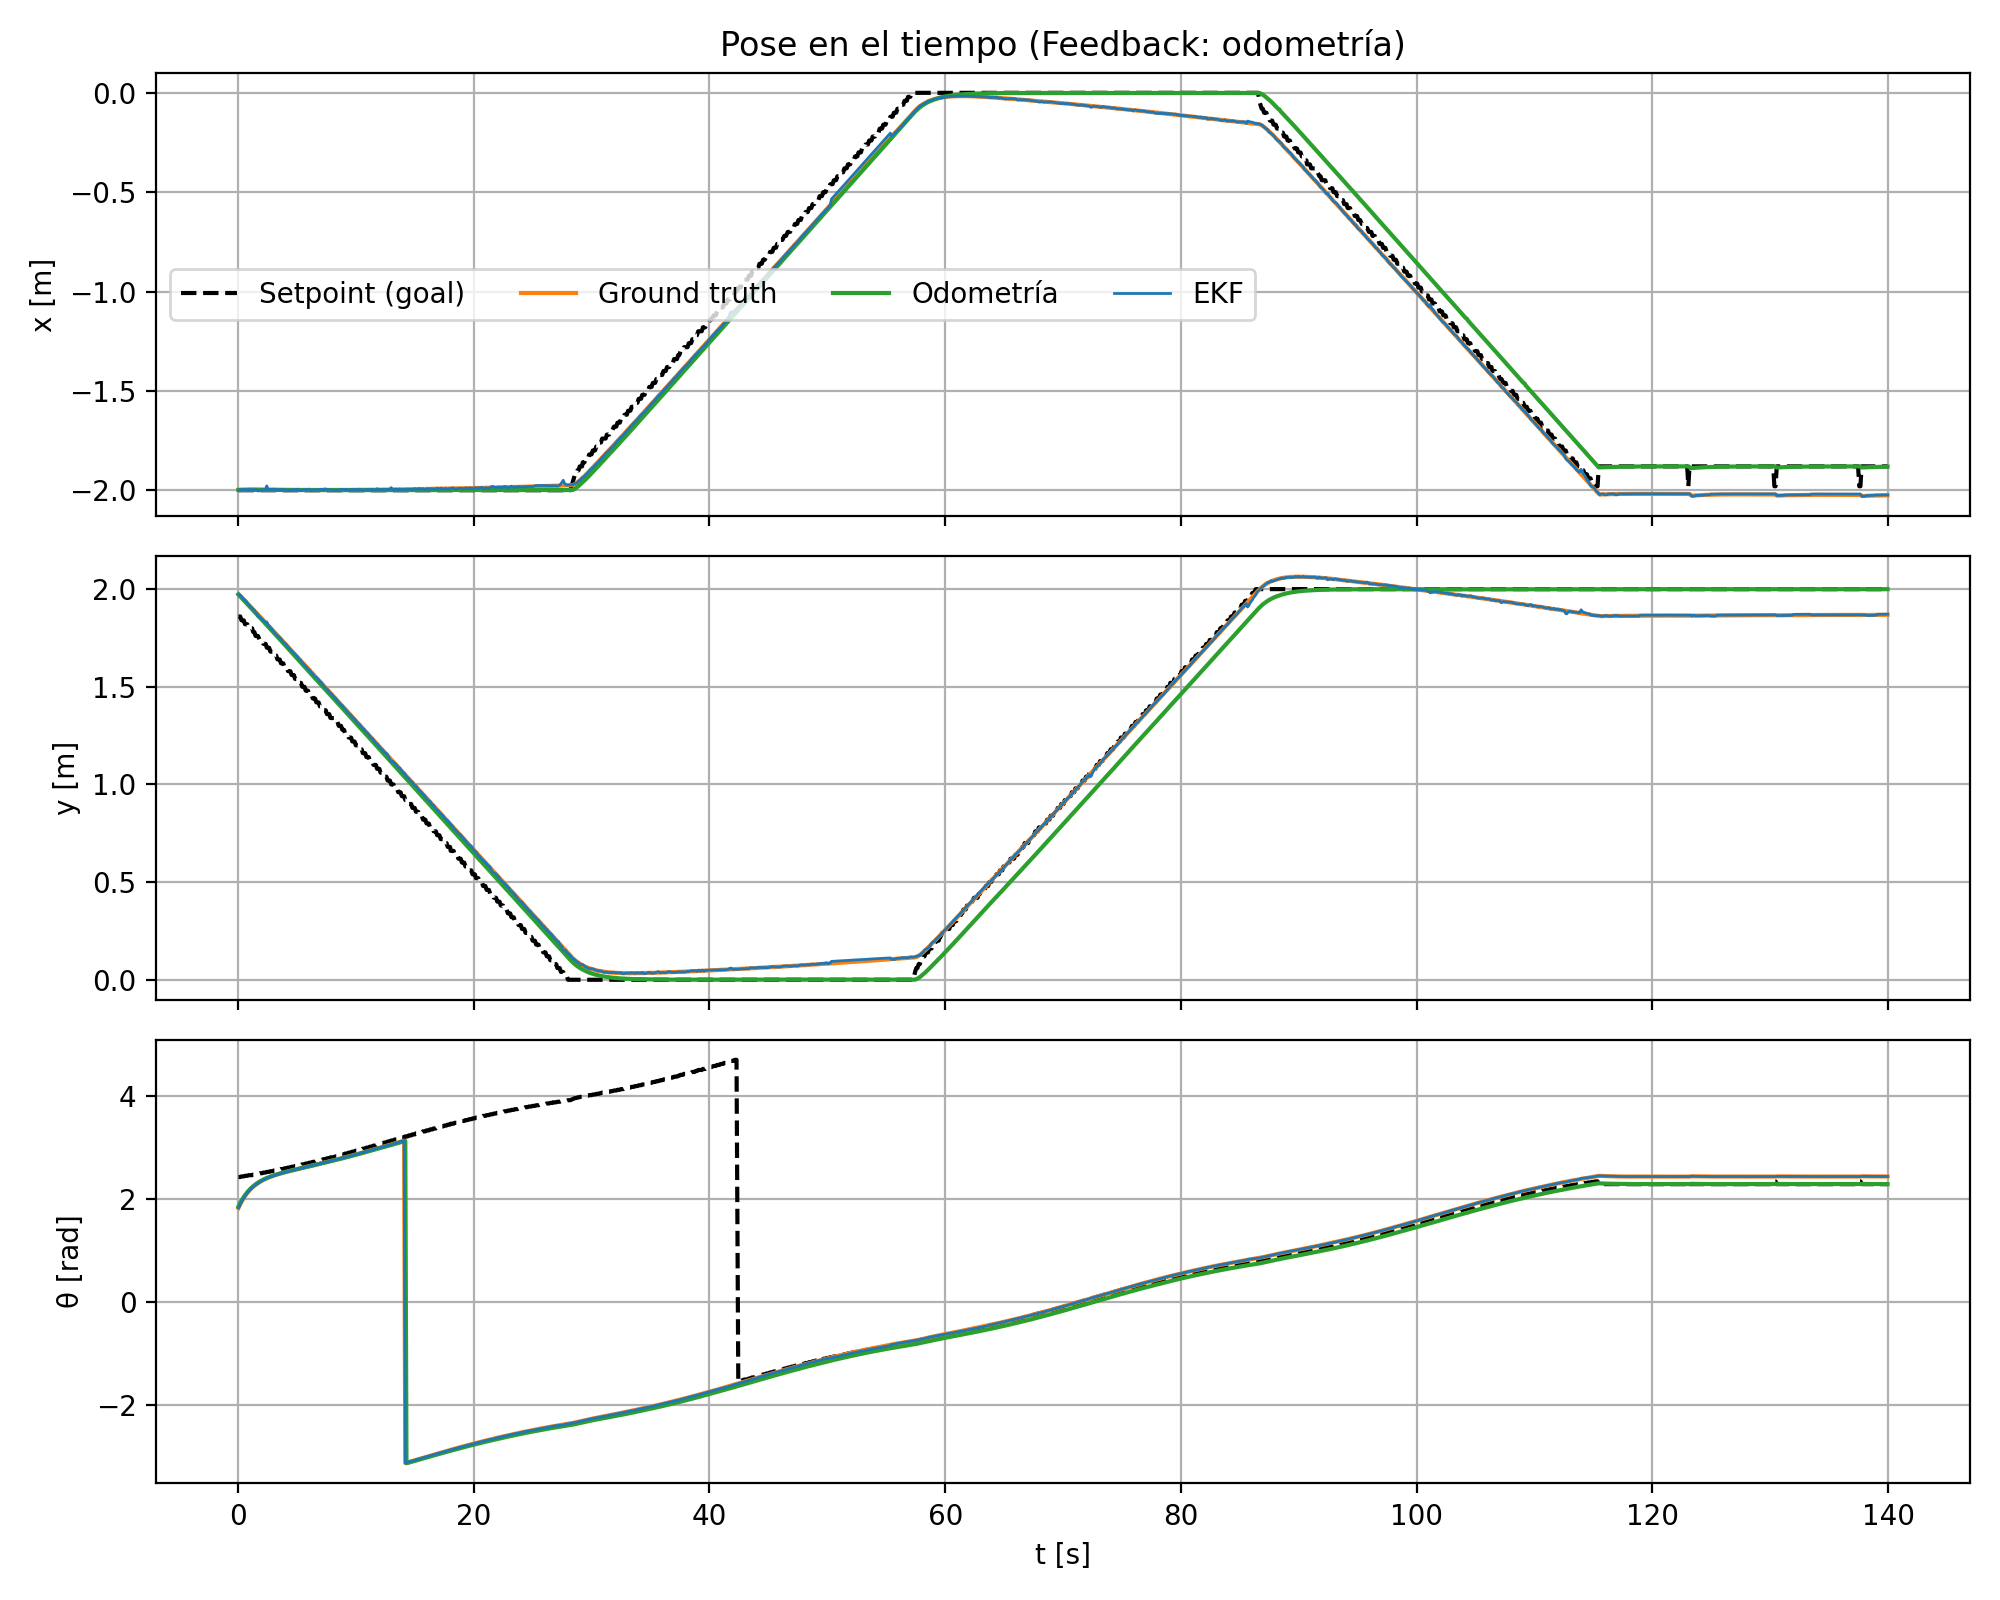 Pose en el tiempo (Feedback: odometría)
0.0
−0.5
−1.0
−1.5
−2.0
x [m]
Setpoint (goal) Ground truth Odometría EKF
2.0
1.5
1.0
0.5
0.0
y [m]
4
2
0
−2
θ [rad]
0 20 40 60 80 100 120 140
t [s]